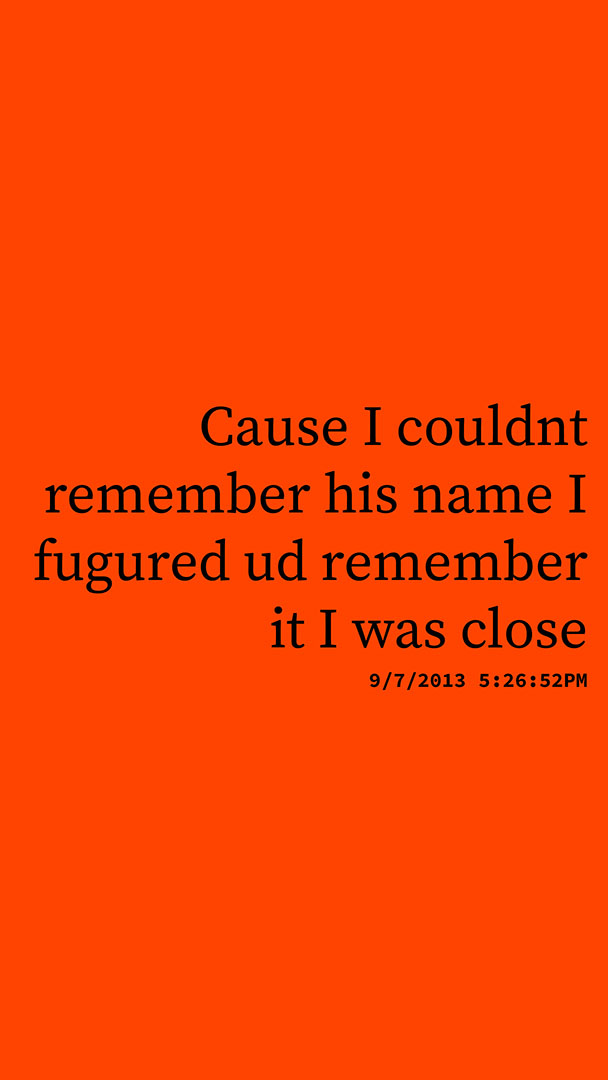 Cause I couldnt
remember his name I
fugured ud remember
it I was close
9/7/2013 5:26:52PM